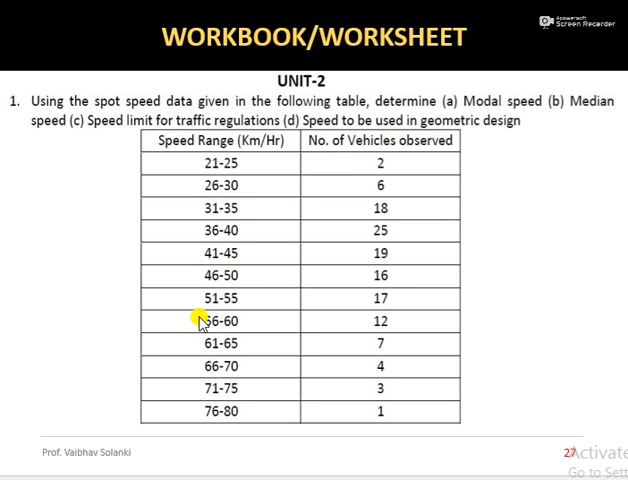 WORKBOOK/WORKSHEET
Apowersoft
Screen Recorder
UNIT-2
1. Using the spot speed data given in the following table, determine (a) Modal speed (b) Median
speed (c) Speed limit for traffic regulations (d) Speed to be used in geometric design
Speed Range (Km/Hr) No. of Vehicles observed
21-25 2
26-30 6
31-35 18
36-40 25
41-45 19
46-50 16
51-55 17
56-60 12
61-65 7
66-70 4
71-75 3
76-80 1
Prof. Vaibhav Solanki
27
Activate
Go to Sett